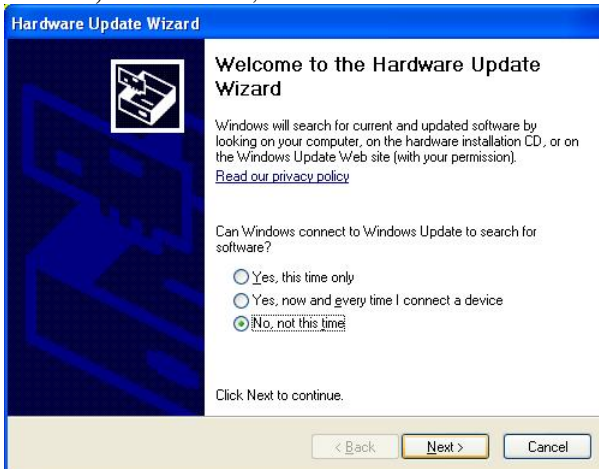 Hardware Update Wizard
Welcome to the Hardware Update
Wizard
Windows will search for current and updated software by
looking on your computer, on the hardware installation CD, or on
the Windows Update Web site (with your permission).
Read our privacy policy
Can Windows connect to Windows Update to search for
software?
Yes, this time only
Yes, now and every time I connect a device
No, not this time
Click Next to continue.
< Back
Next >
Cancel